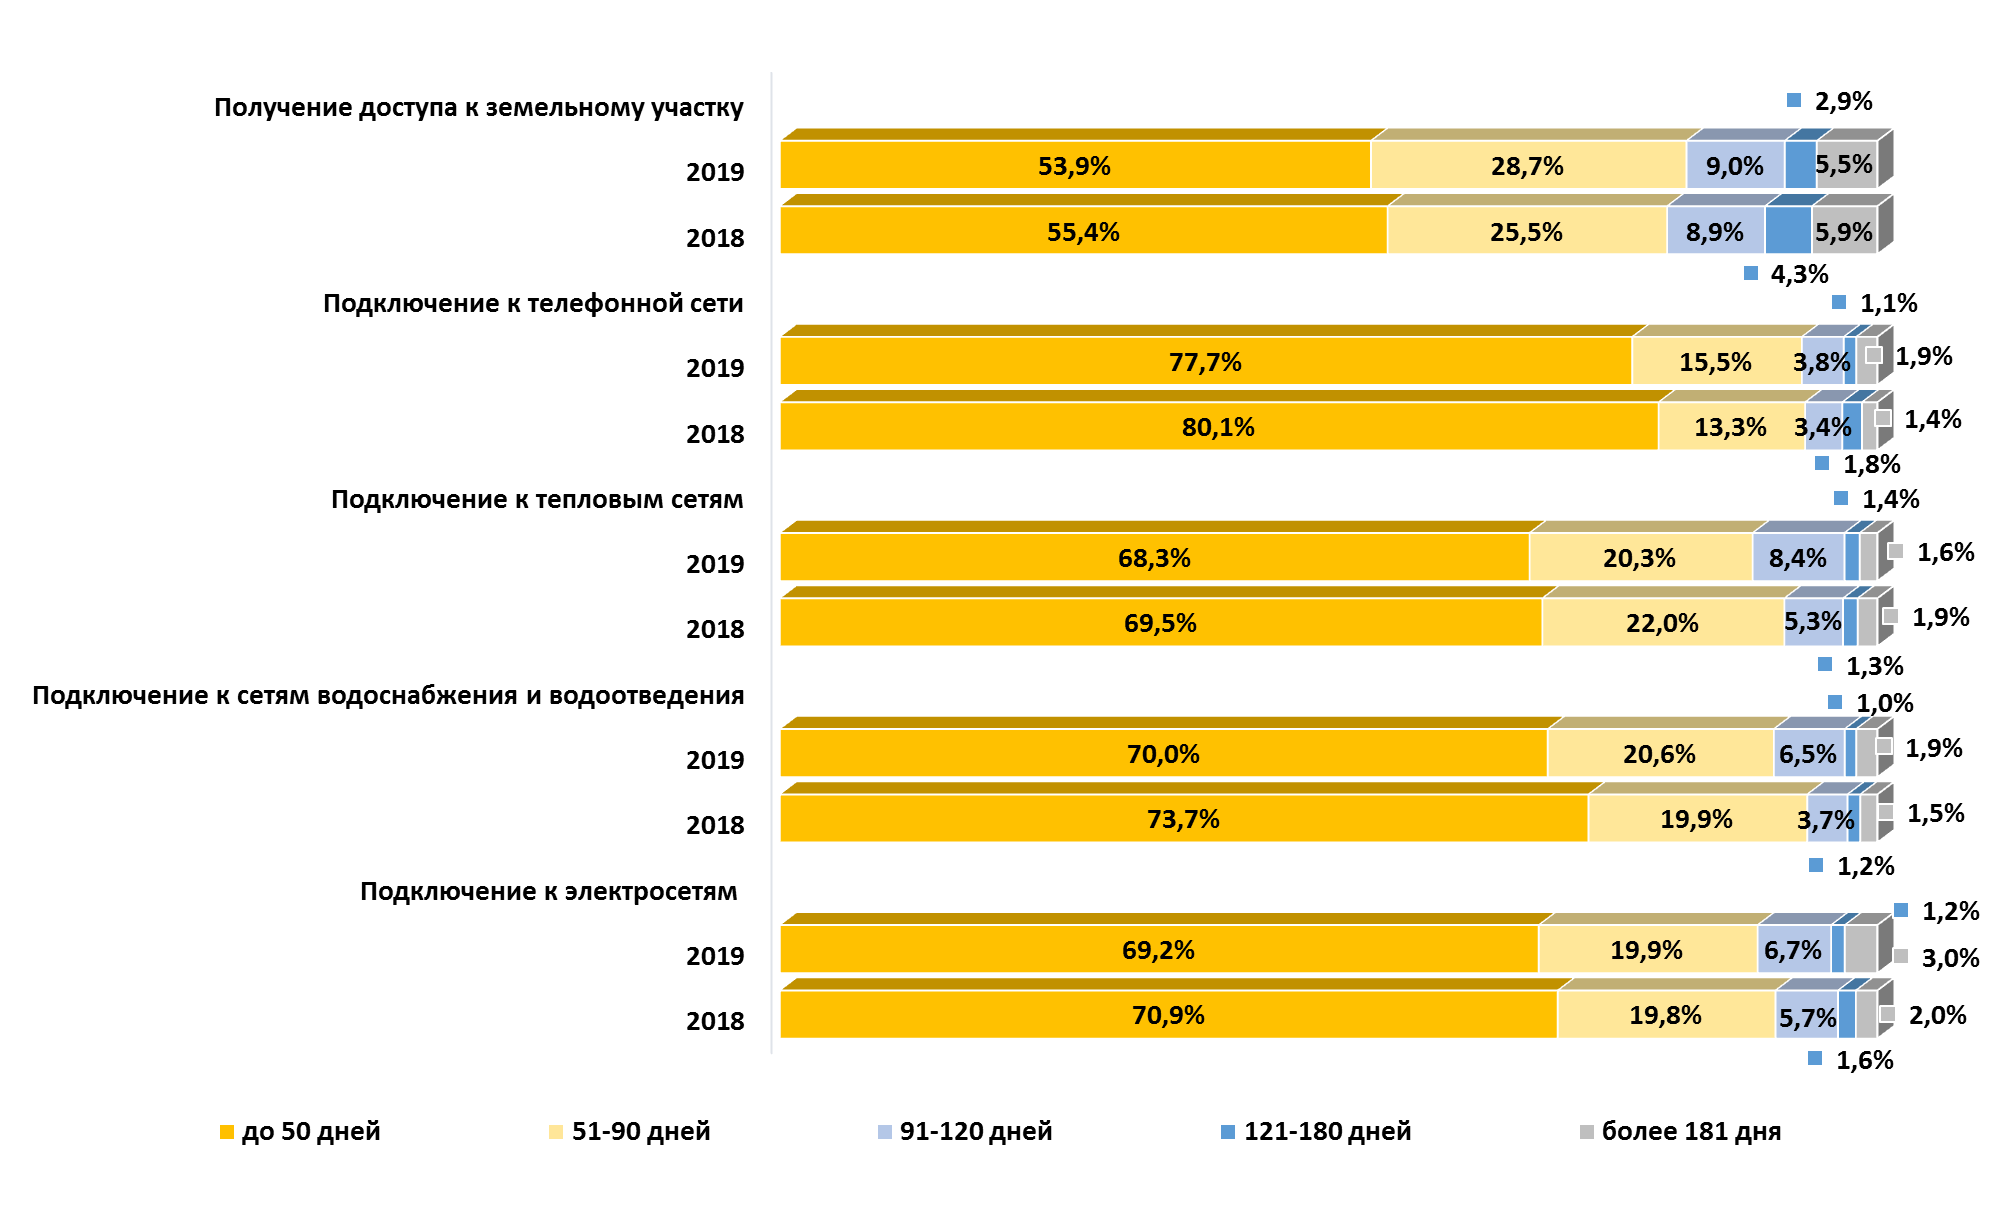 Получение доступа к земельному участку
2,9%
2019
53,9% 28,7% 9,0% 5,5%
2018
55,4% 25,5% 8,9% 5,9%
4,3%
Подключение к телефонной сети
1,1%
2019
77,7% 15,5% 3,8% 1,9%
2018
80,1% 13,3% 3,4% 1,4%
1,8%
Подключение к тепловым сетям
1,4%
2019
68,3% 20,3% 8,4% 1,6%
2018
69,5% 22,0% 5,3% 1,9%
1,3%
Подключение к сетям водоснабжения и водоотведения
1,0%
2019
70,0% 20,6% 6,5% 1,9%
2018
73,7% 19,9% 3,7% 1,5%
1,2%
Подключение к электросетям
1,2%
2019
69,2% 19,9% 6,7% 3,0%
2018
70,9% 19,8% 5,7% 2,0%
1,6%
до 50 дней 51-90 дней 91-120 дней 121-180 дней более 181 дня